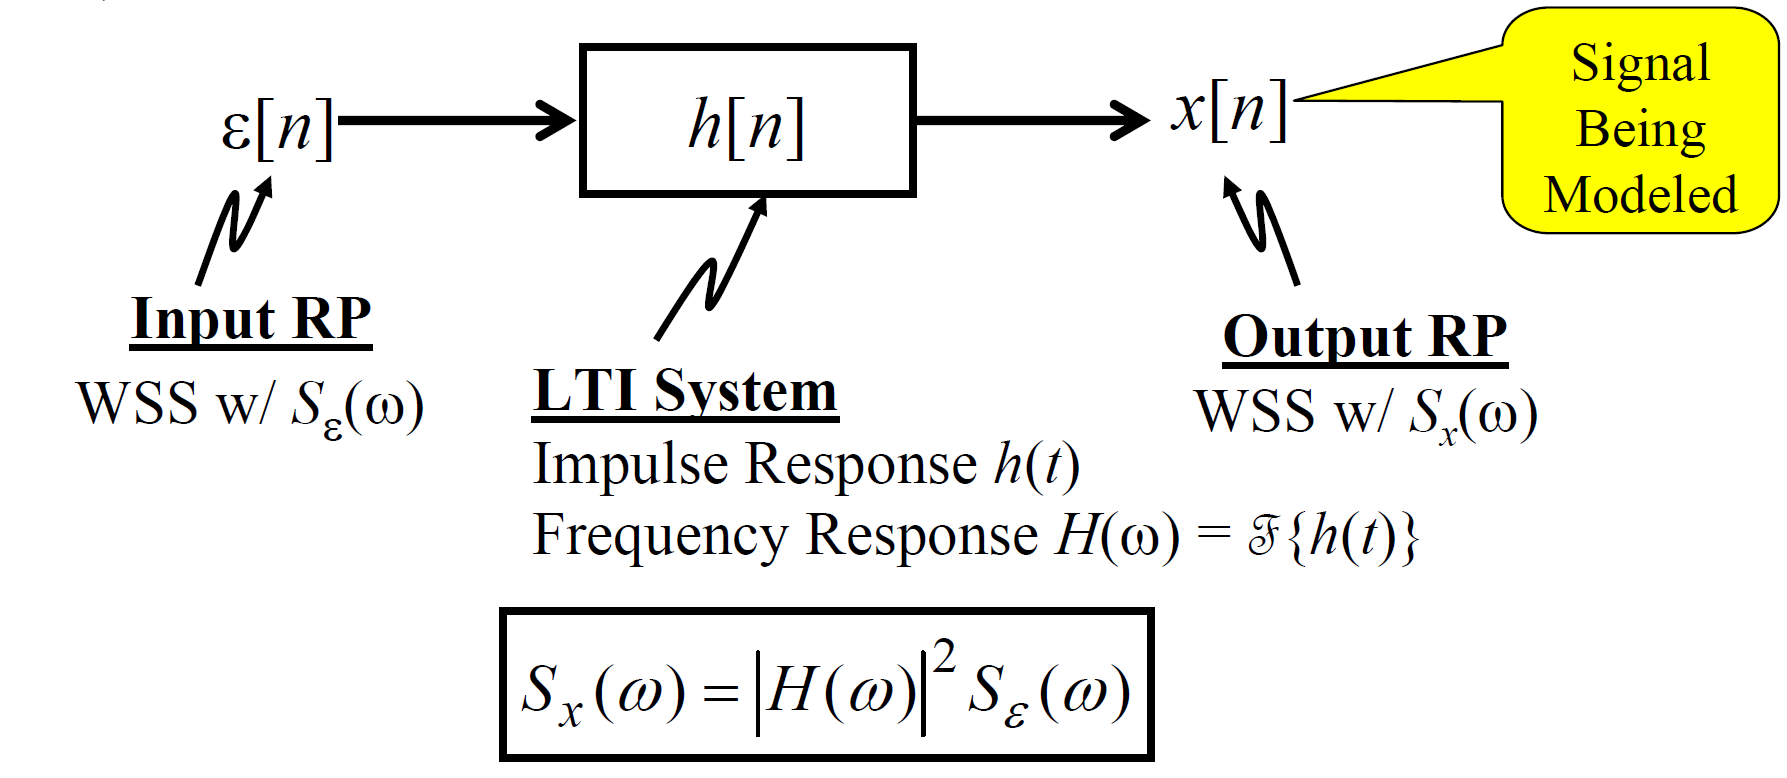 ε[n]
h[n]
x[n]
Signal
Being
Modeled
Input RP
WSS w/ Sε(ω)
LTI System
Impulse Response h(t)
Frequency Response H(ω) = ℱ{h(t)}
Output RP
WSS w/ Sx(ω)
Sx(ω) = |H(ω)|² Sε(ω)